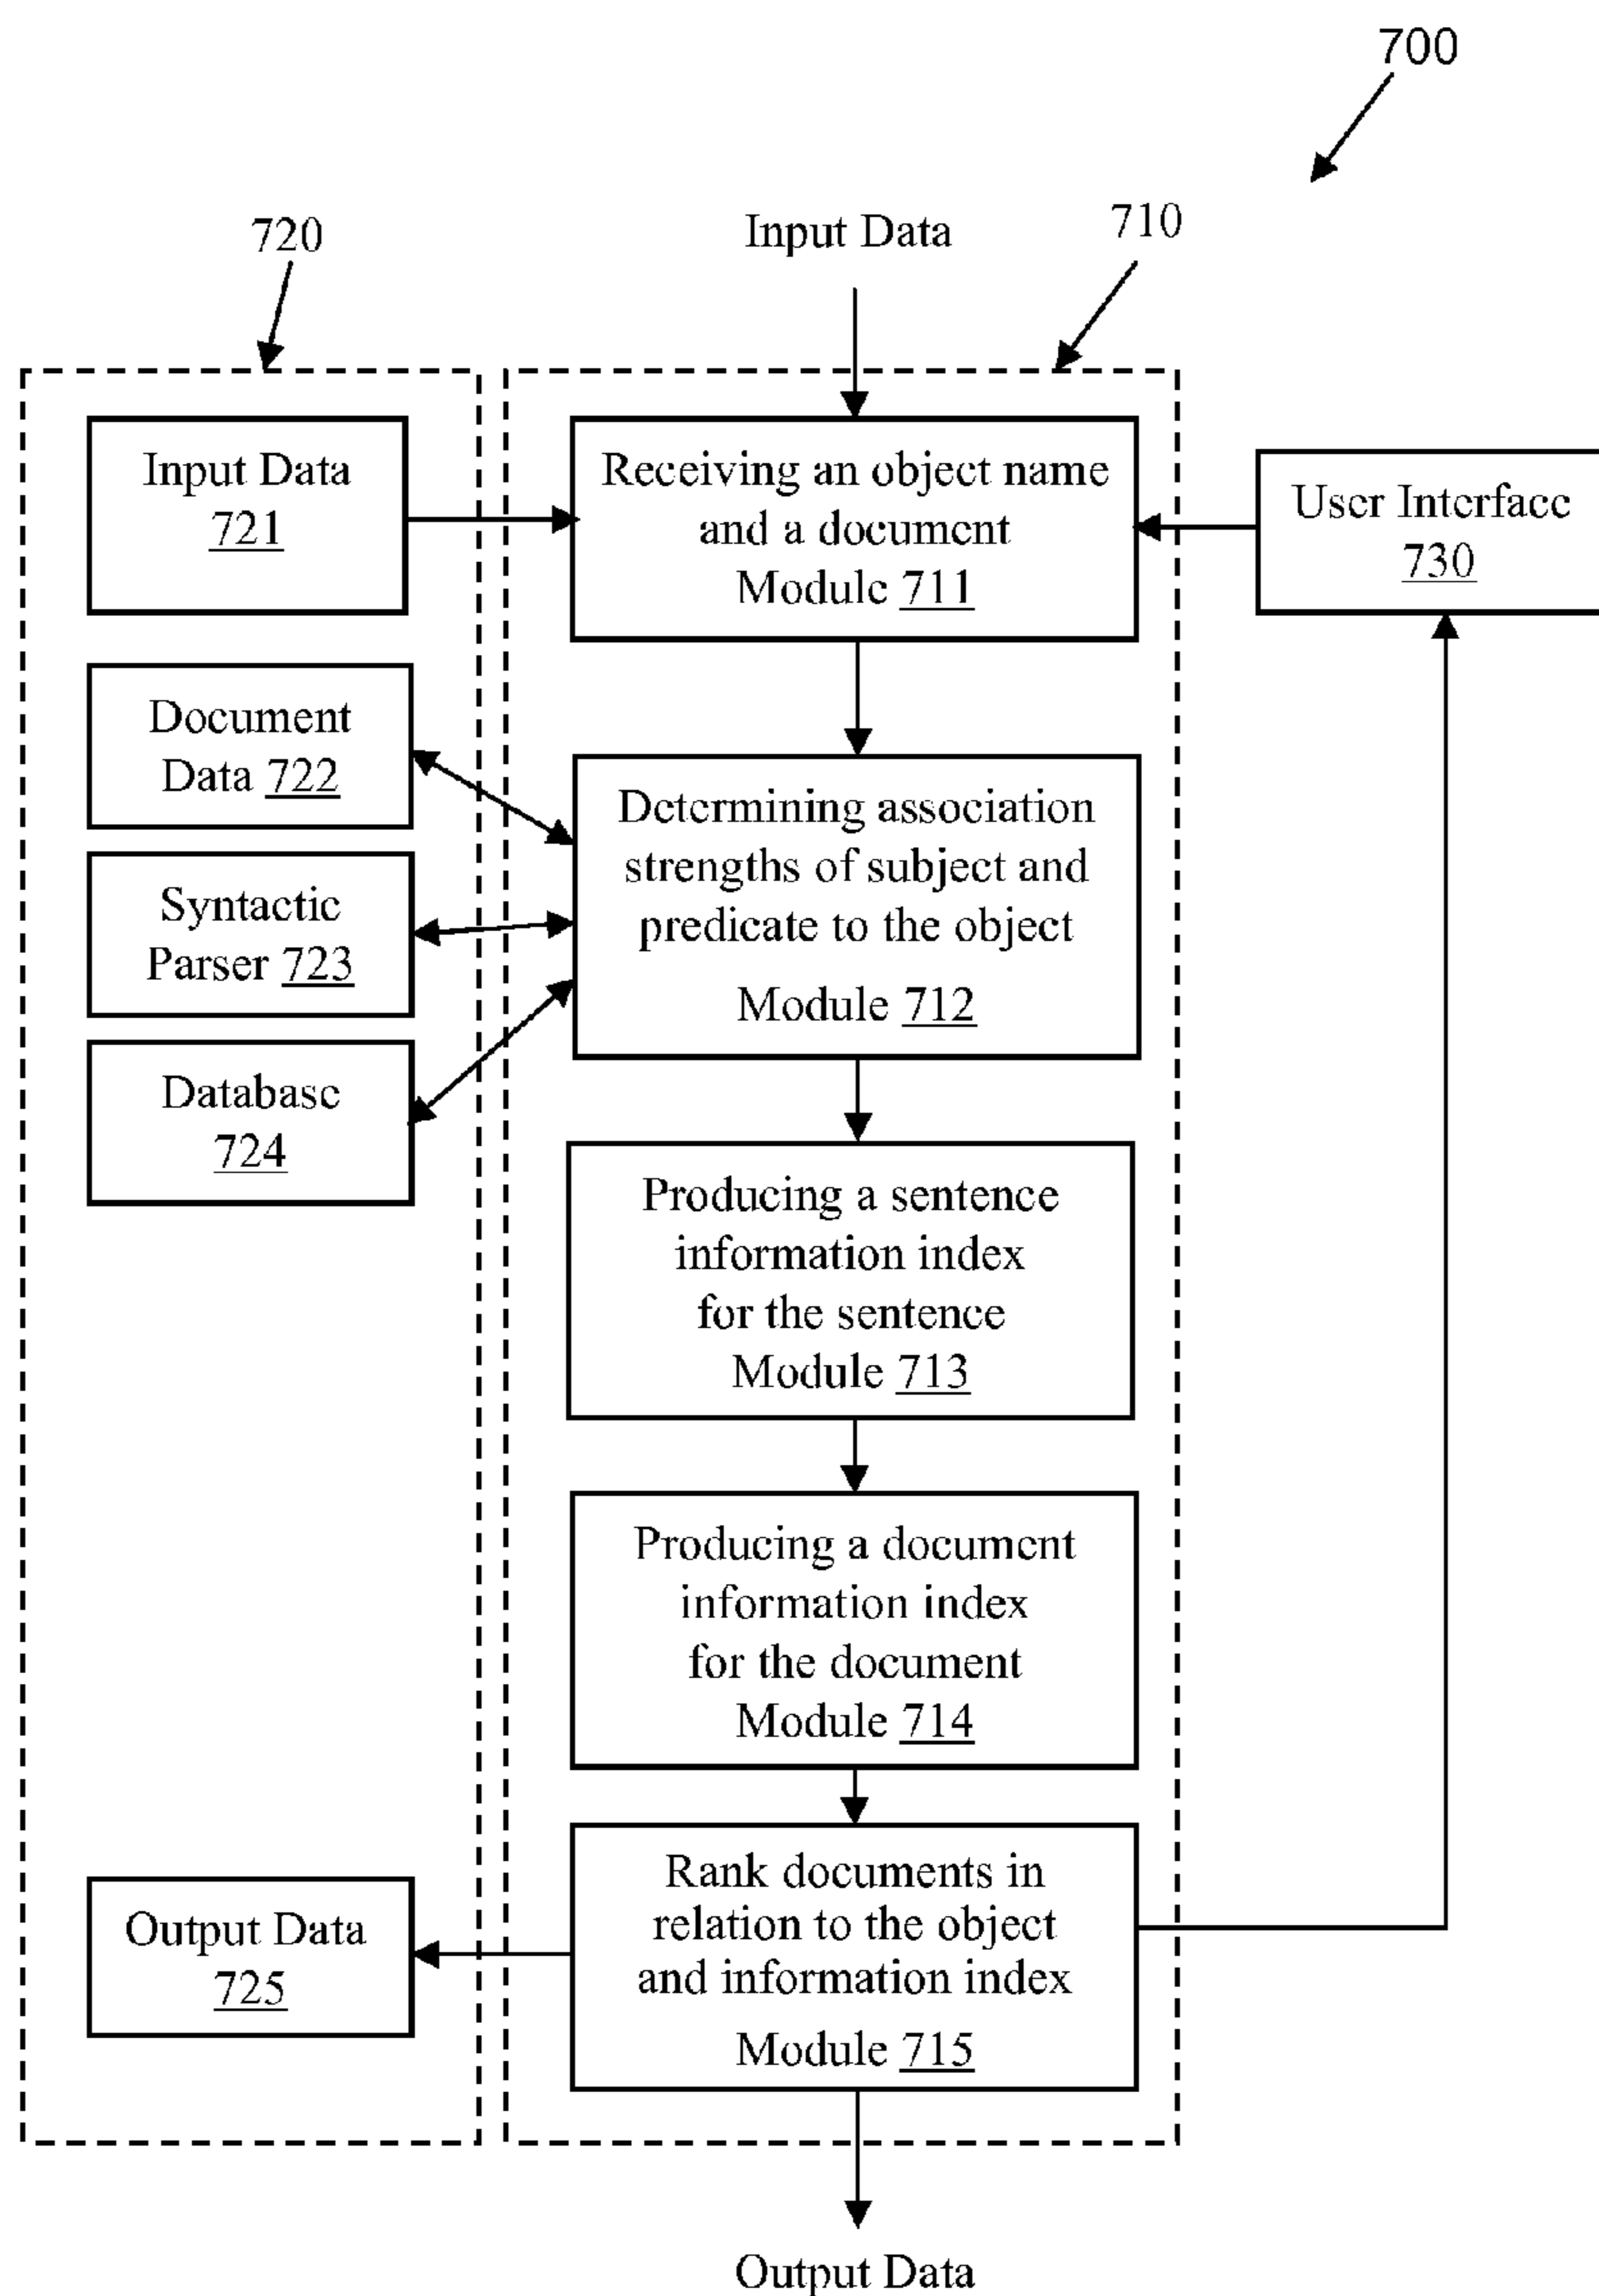 700
720
Input Data
710
Input Data
721
Receiving an object name
and a document
Module 711
User Interface
730
Document
Data 722
Determining association
strengths of subject and
predicate to the object
Module 712
Syntactic
Parser 723
Database
724
Producing a sentence
information index
for the sentence
Module 713
Producing a document
information index
for the document
Module 714
Rank documents in
relation to the object
and information index
Module 715
Output Data
725
Output Data